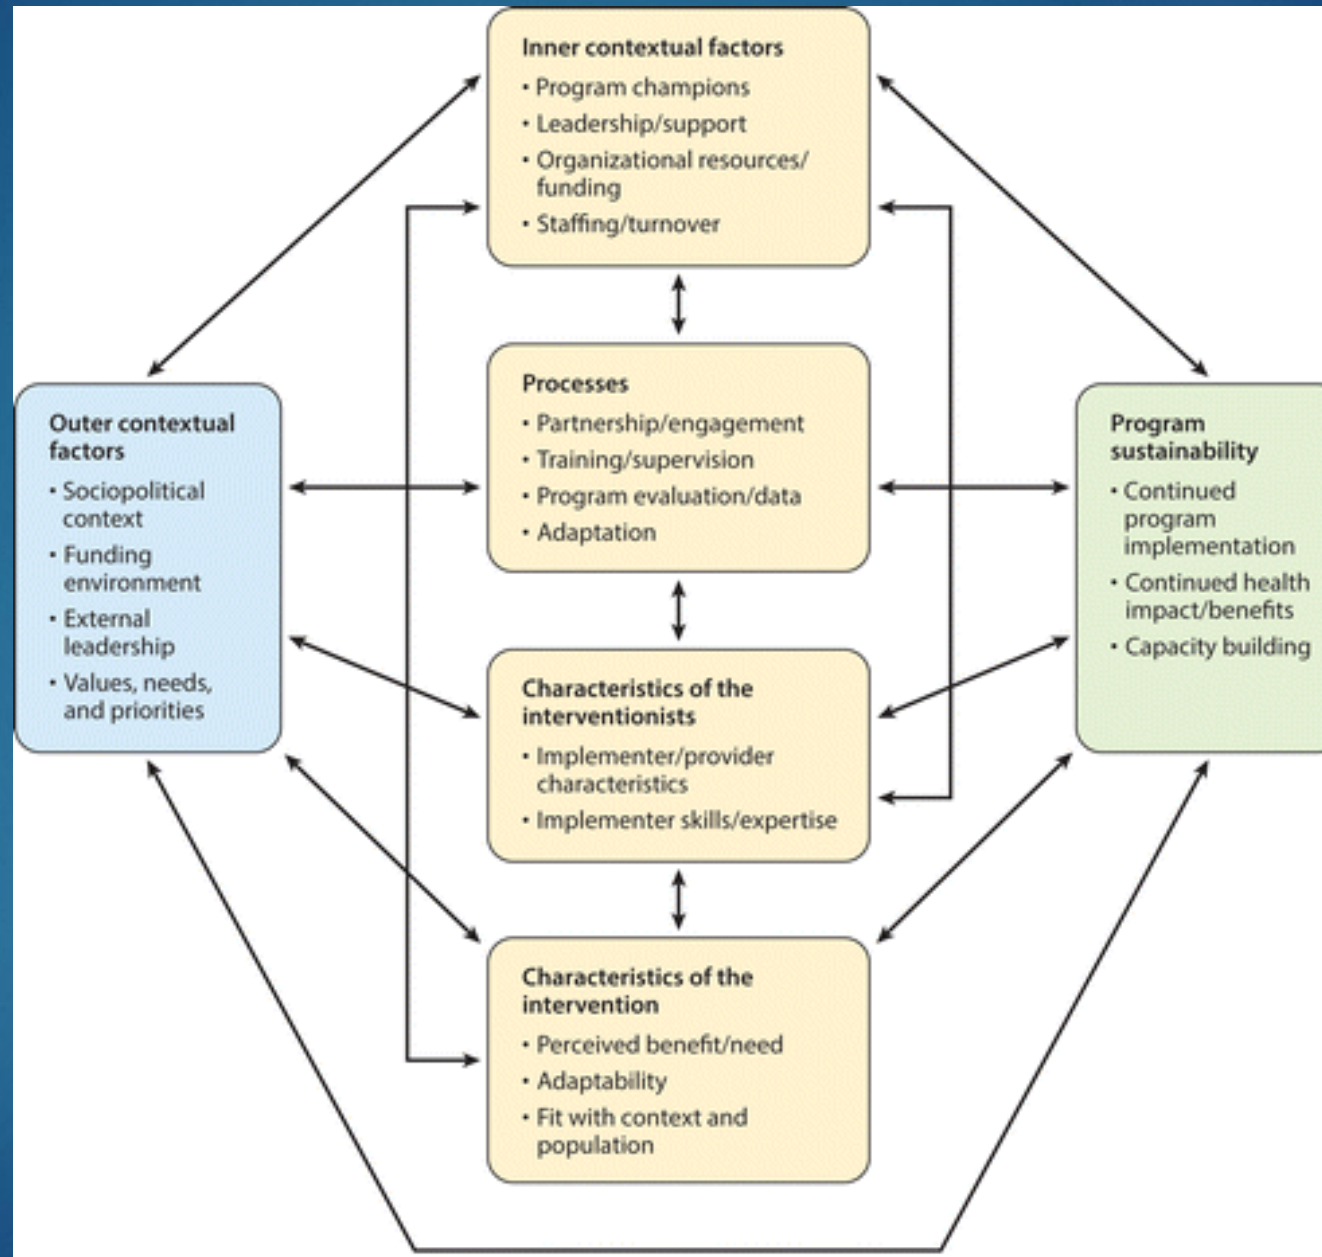 Inner contextual factors
• Program champions
• Leadership/support
• Organizational resources/
funding
• Staffing/turnover
Processes
• Partnership/engagement
• Training/supervision
• Program evaluation/data
• Adaptation
Outer contextual
factors
• Sociopolitical
context
• Funding
environment
• External
leadership
• Values, needs,
and priorities
Program
sustainability
• Continued
program
implementation
• Continued health
impact/benefits
• Capacity building
Characteristics of the
interventionists
• Implementer/provider
characteristics
• Implementer skills/expertise
Characteristics of the
intervention
• Perceived benefit/need
• Adaptability
• Fit with context and
population